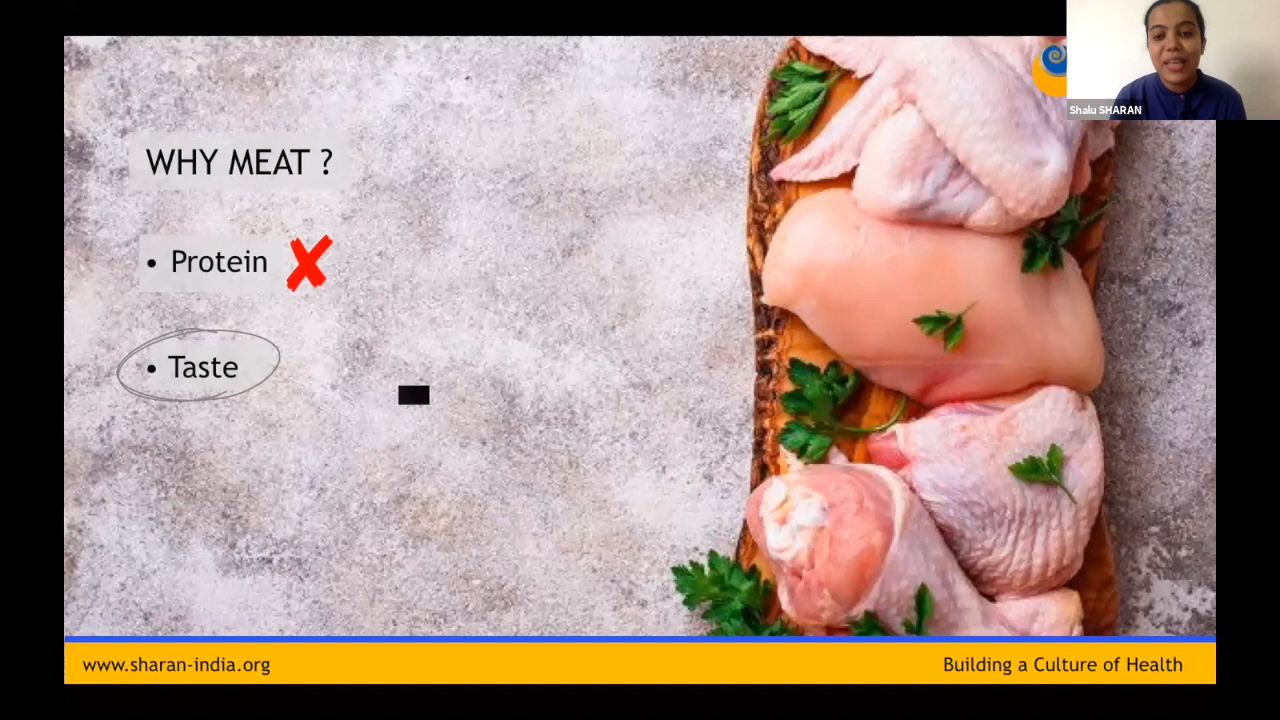 Shalu SHARAN
WHY MEAT ?
• Protein
• Taste
www.sharan-india.org
Building a Culture of Health